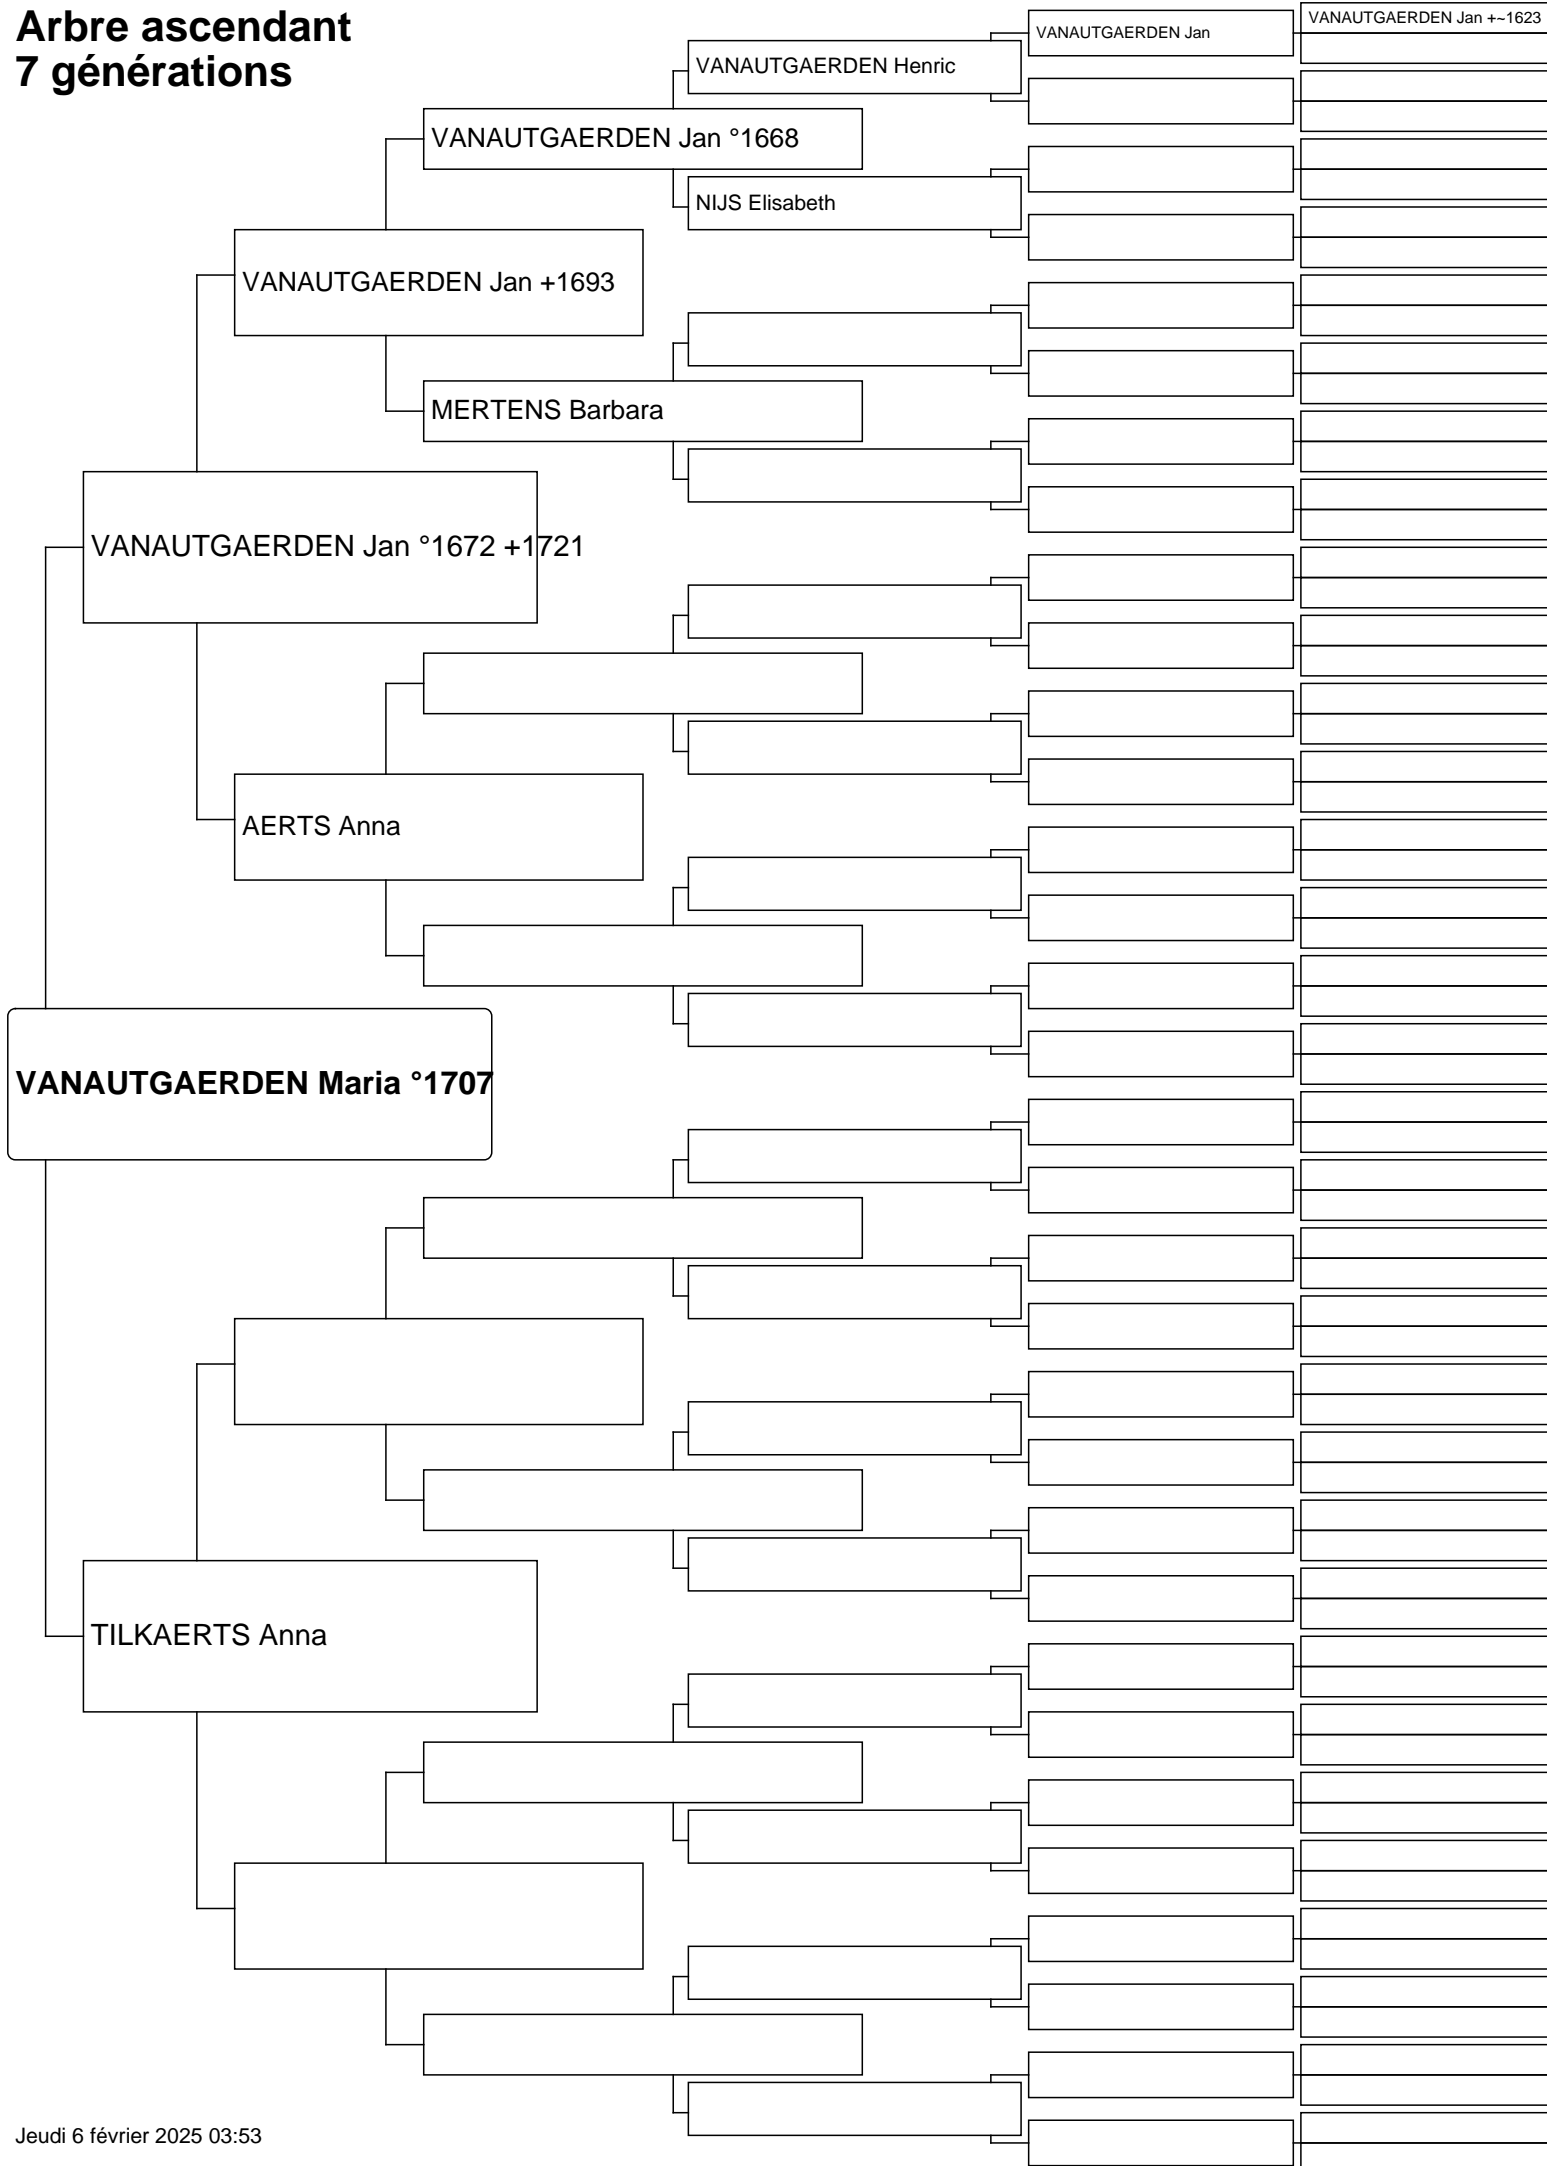 Arbre ascendant
7 générations
VANAUTGAERDEN Jan +~1623
VANAUTGAERDEN Jan
VANAUTGAERDEN Henric
VANAUTGAERDEN Jan °1668
NIJS Elisabeth
VANAUTGAERDEN Jan +1693
MERTENS Barbara
VANAUTGAERDEN Jan °1672 +1721
AERTS Anna
VANAUTGAERDEN Maria °1707
TILKAERTS Anna
Jeudi 6 février 2025 03:53